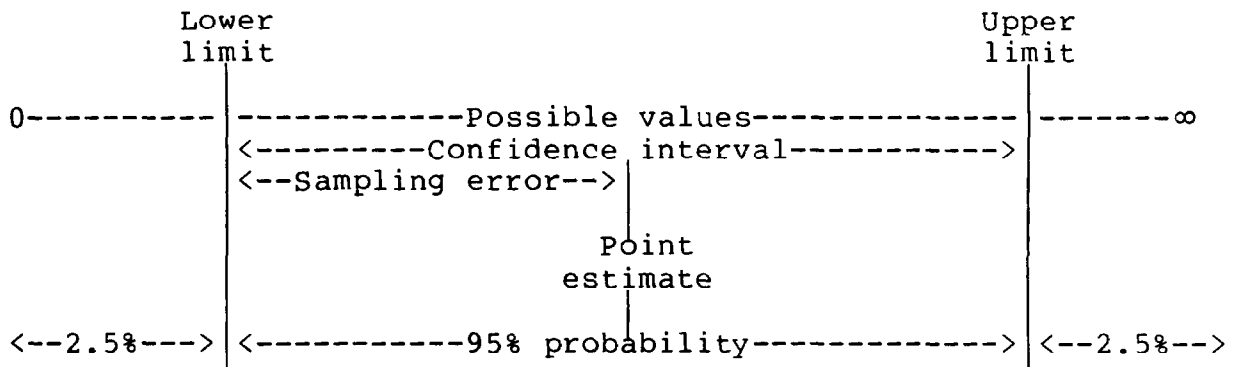 Lower Upper
limit limit
0----------|------------Possible values--------------|-------∞
<---------Confidence interval----------->
<--Sampling error-->
Point
estimate
<--2.5%---> <-----------95% probability-------------> <--2.5%-->